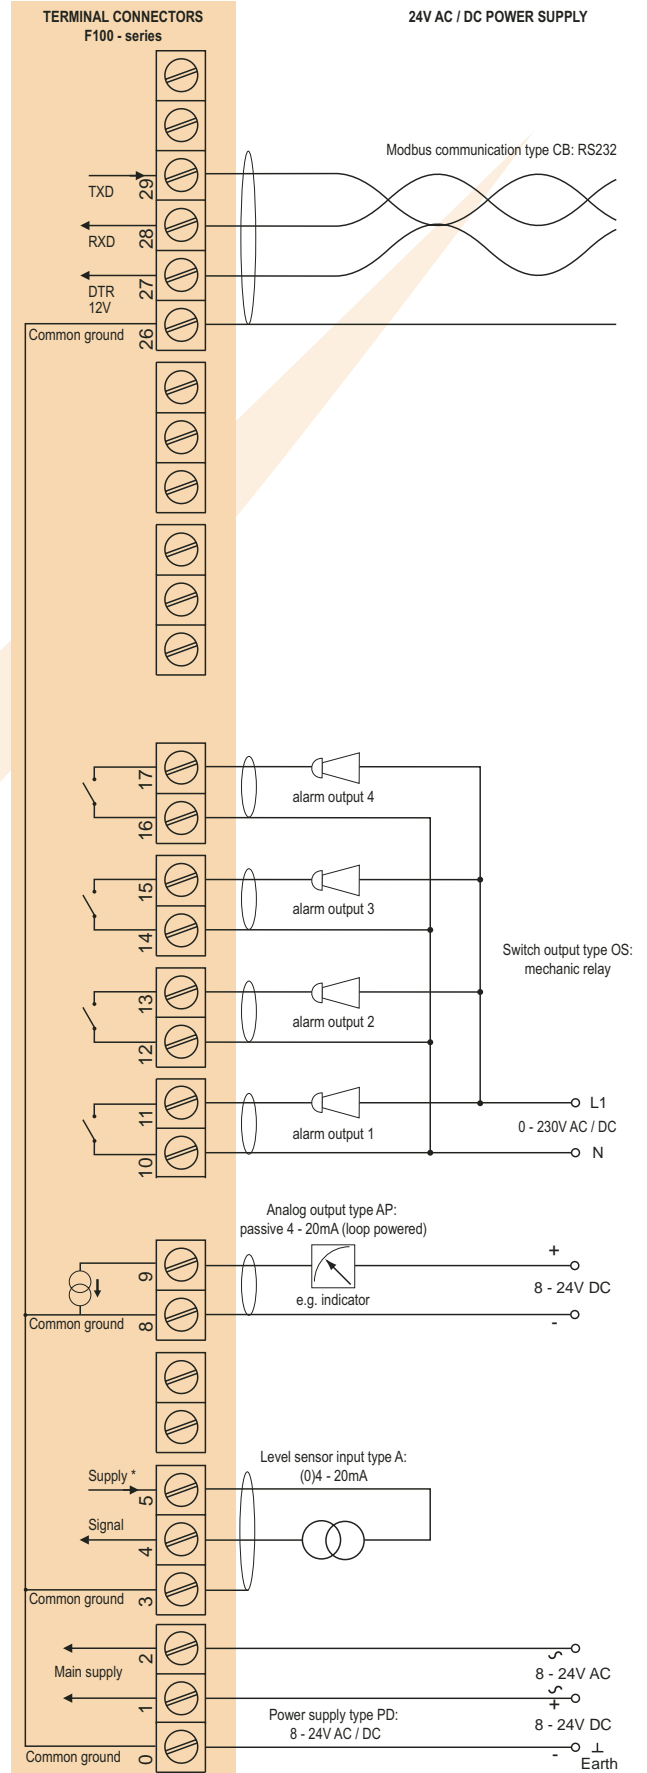 TERMINAL CONNECTORS
F100 - series
24V AC / DC POWER SUPPLY
Modbus communication type CB: RS232
TXD
29
RXD
28
DTR
12V
27
Common ground
26
17
alarm output 4
16
15
alarm output 3
14
Switch output type OS:
mechanic relay
13
alarm output 2
12
11
L1
alarm output 1
0 - 230V AC / DC
10
N
Analog output type AP:
passive 4 - 20mA (loop powered)
9
+
8 - 24V DC
e.g. indicator
Common ground
8
-
Level sensor input type A:
(0)4 - 20mA
Supply *
5
Signal
4
Common ground
3
2
Main supply
8 - 24V AC
1
+
Power supply type PD:
8 - 24V AC / DC
8 - 24V DC
Common ground
0
-
Earth